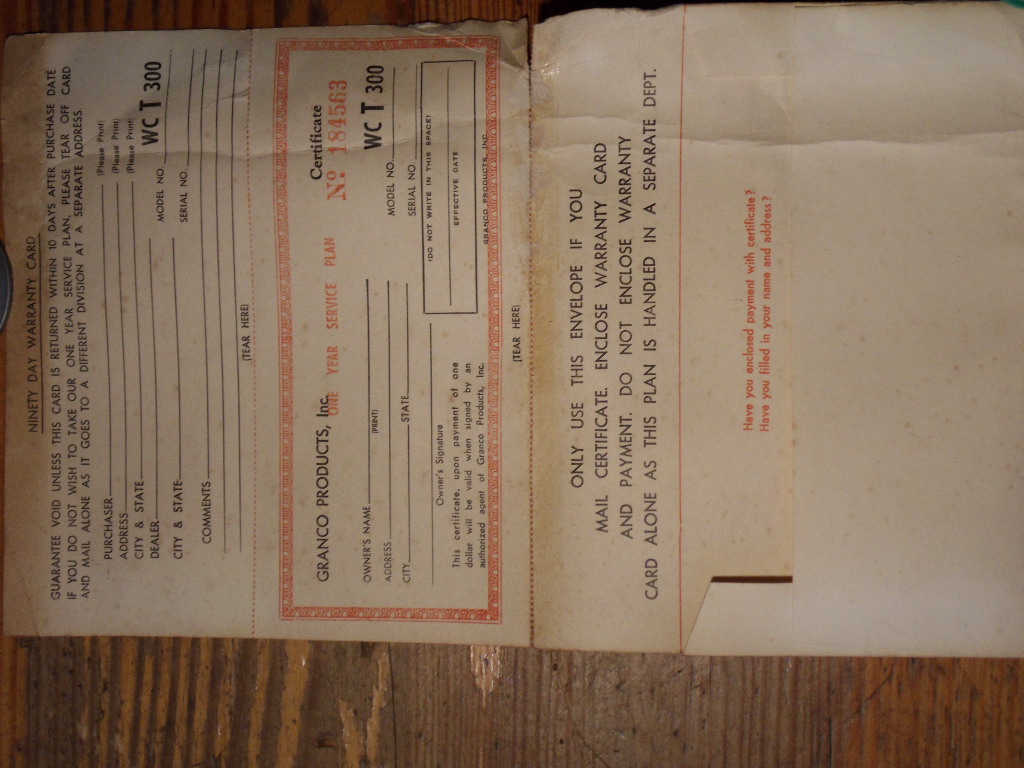 NINETY DAY WARRANTY CARD
GUARANTEE VOID UNLESS THIS CARD IS RETURNED WITHIN 10 DAYS AFTER PURCHASE DATE
IF YOU DO NOT WISH TO TAKE OUR ONE YEAR SERVICE PLAN, PLEASE TEAR OFF CARD
AND MAIL ALONE AS IT GOES TO A DIFFERENT DIVISION AT A SEPARATE ADDRESS.
PURCHASER (Please Print)
ADDRESS (Please Print)
CITY & STATE (Please Print)
DEALER MODEL NO. WC T 300
CITY & STATE SERIAL NO.
COMMENTS
(TEAR HERE)
Certificate
GRANCO PRODUCTS, Inc. Nº 184563
ONE YEAR SERVICE PLAN
OWNER'S NAME WC T 300
(PRINT)
ADDRESS MODEL NO.
CITY STATE SERIAL NO.
(DO NOT WRITE IN THIS SPACE)
Owner's Signature
This certificate, upon payment of one EFFECTIVE DATE
dollar will be valid when signed by an
authorized agent of Granco Products, Inc. GRANCO PRODUCTS, INC.
(TEAR HERE)
ONLY USE THIS ENVELOPE IF YOU
MAIL CERTIFICATE. ENCLOSE WARRANTY CARD
AND PAYMENT. DO NOT ENCLOSE WARRANTY
CARD ALONE AS THIS PLAN IS HANDLED IN A SEPARATE DEPT.
Have you enclosed payment with certificate?
Have you filled in your name and address?